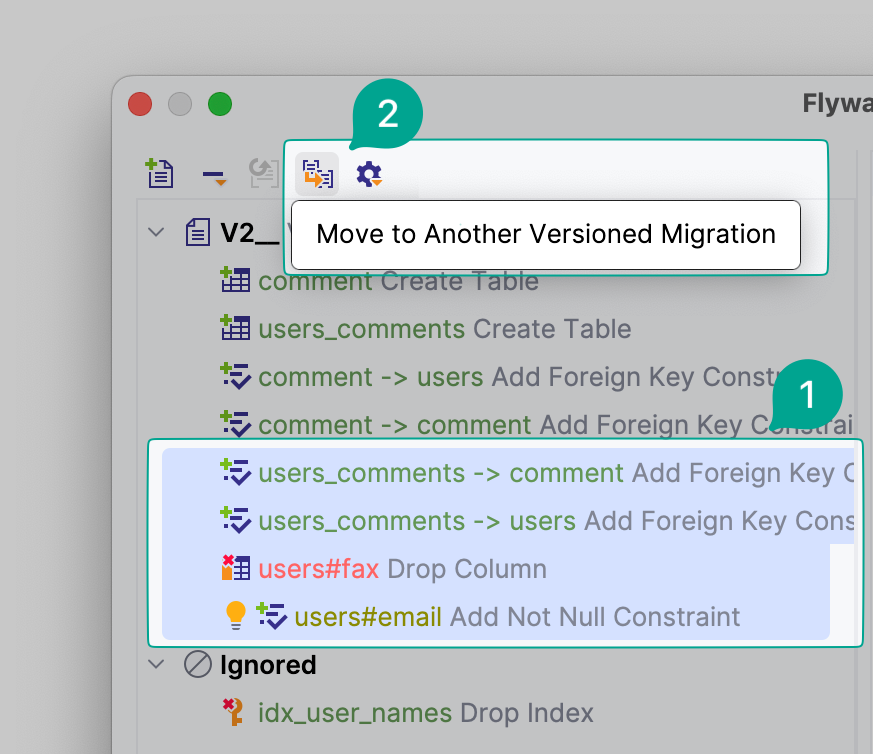 Flywa
2
V2__
Move to Another Versioned Migration
comment Create Table
users_comments Create Table
comment -> users Add Foreign Key Const
1
comment -> comment Add Foreign Key Constrai
users_comments -> comment Add Foreign Key C
users_comments -> users Add Foreign Key Cons
users#fax Drop Column
users#email Add Not Null Constraint
Ignored
idx_user_names Drop Index